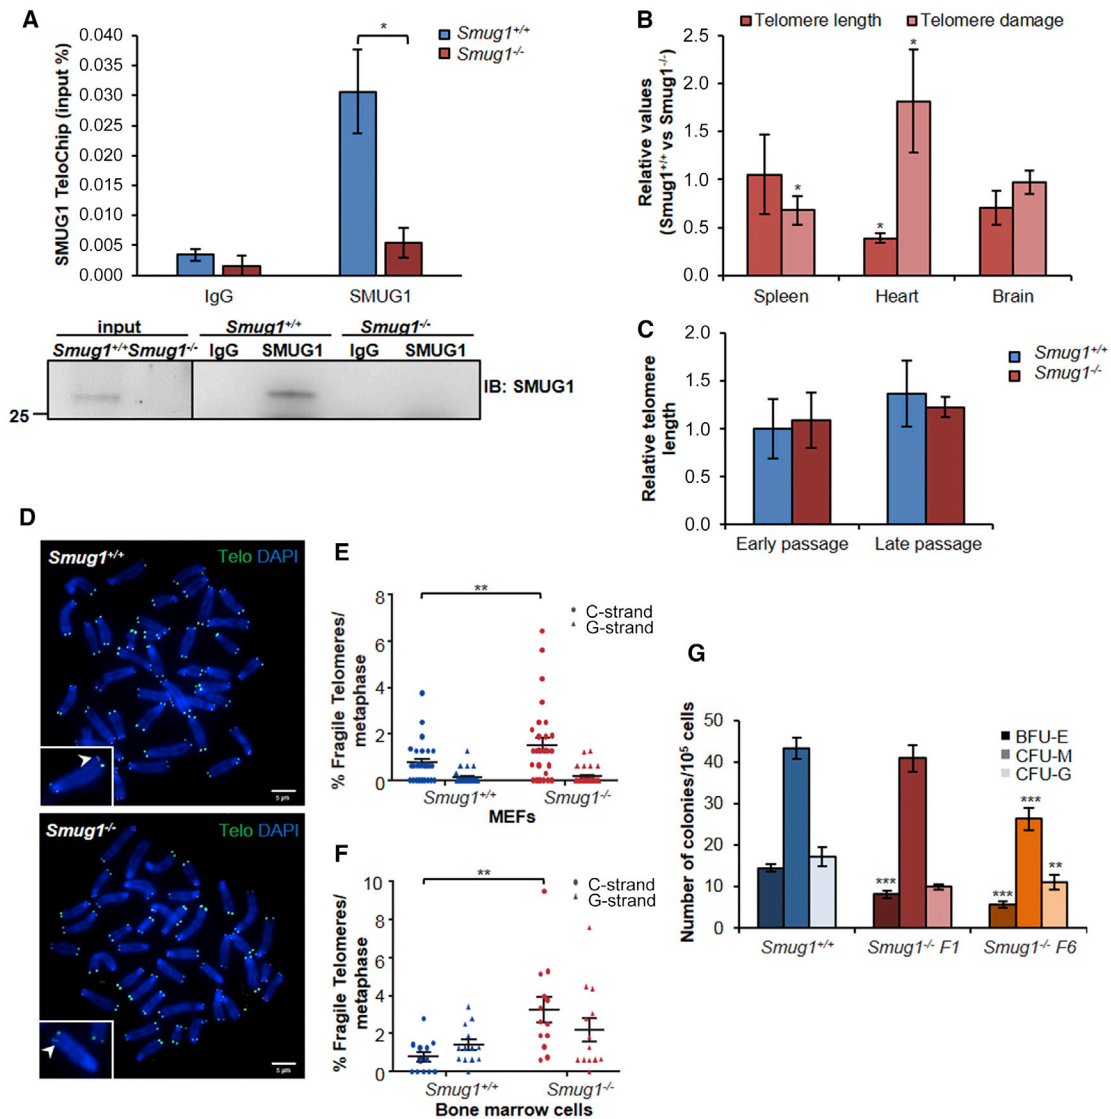 A
Smug1+/+
Smug1-/-
*
0.040
0.035
0.030
0.025
0.020
0.015
0.010
0.005
0.000
SMUG1 TeloChip (input %)
IgG SMUG1
input Smug1+/+ Smug1-/-
Smug1+/+ Smug1-/- IgG SMUG1 IgG SMUG1
IB: SMUG1
25
B
Telomere length Telomere damage
2.5
2.0
1.5
1.0
0.5
0.0
Relative values
(Smug1+/+ vs Smug1-/-)
*
*
*
Spleen Heart Brain
C
Smug1+/+
Smug1-/-
2.0
1.5
1.0
0.5
0.0
Relative telomere
length
Early passage Late passage
D
Smug1+/+ Telo DAPI
5 µm
Smug1-/- Telo DAPI
5 µm
E
**
C-strand
G-strand
8
6
4
2
0
% Fragile Telomeres/
metaphase
Smug1+/+ Smug1-/-
MEFs
F
**
C-strand
G-strand
10
8
6
4
2
0
% Fragile Telomeres/
metaphase
Smug1+/+ Smug1-/-
Bone marrow cells
G
BFU-E
CFU-M
CFU-G
50
40
30
20
10
0
Number of colonies/10⁵ cells
***
***
***
**
Smug1+/+ Smug1-/- F1 Smug1-/- F6